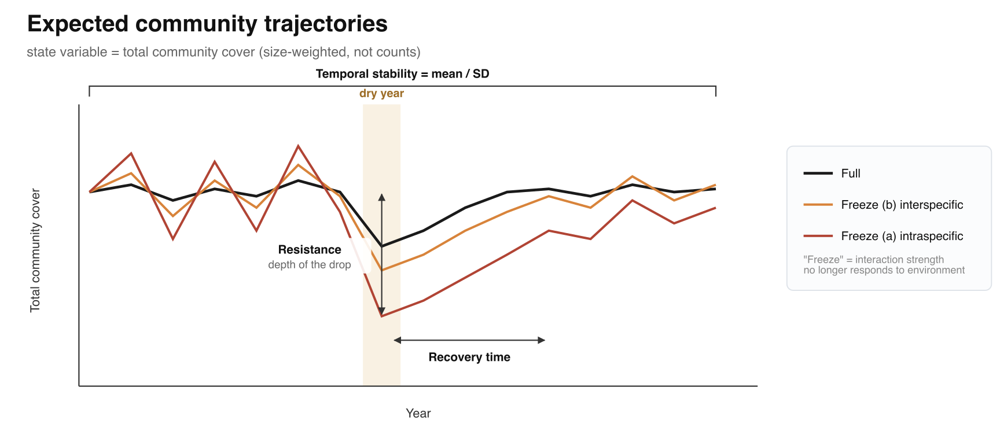 Expected community trajectories
state variable = total community cover (size-weighted, not counts)
Temporal stability = mean / SD
dry year
Total community cover
Resistance
depth of the drop
Recovery time
Year
Full
Freeze (b) interspecific
Freeze (a) intraspecific
"Freeze" = interaction strength
no longer responds to environment